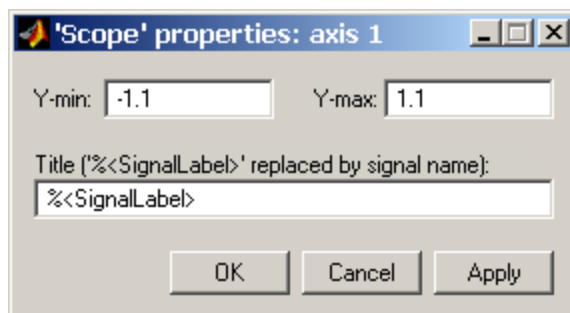 'Scope' properties: axis 1
Y-min: -1.1 Y-max: 1.1
Title ('%<SignalLabel>' replaced by signal name):
%<SignalLabel>
OK Cancel Apply